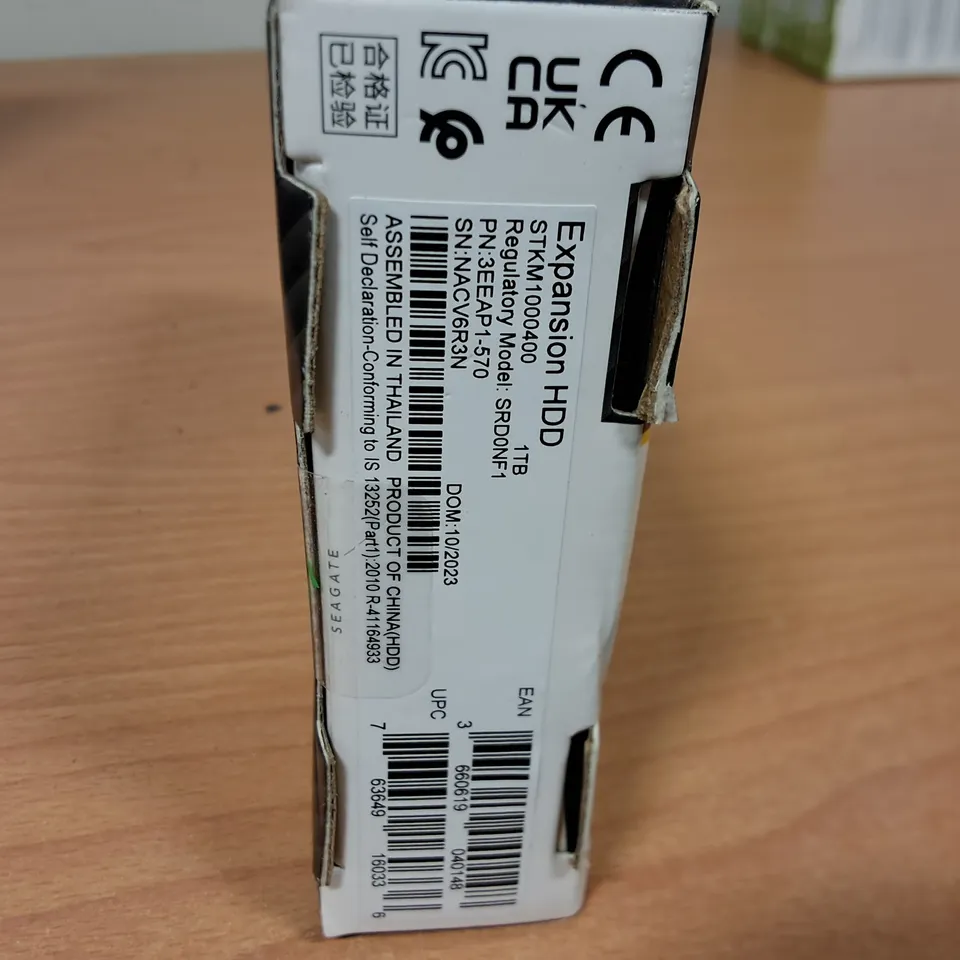 CE
UK
CA
合格证
已检验
Expansion HDD
STKM1000400 1TB
Regulatory Model: SRD0NF1
PN:3EEAP1-570
SN:NACV6R3N DOM:10/2023
ASSEMBLED IN THAILAND PRODUCT OF CHINA(HDD)
Self Declaration-Conforming to IS 13252(Part1):2010 R-41164933
SEAGATE
EAN
3 660619 040148
UPC
7 63649 16033 6